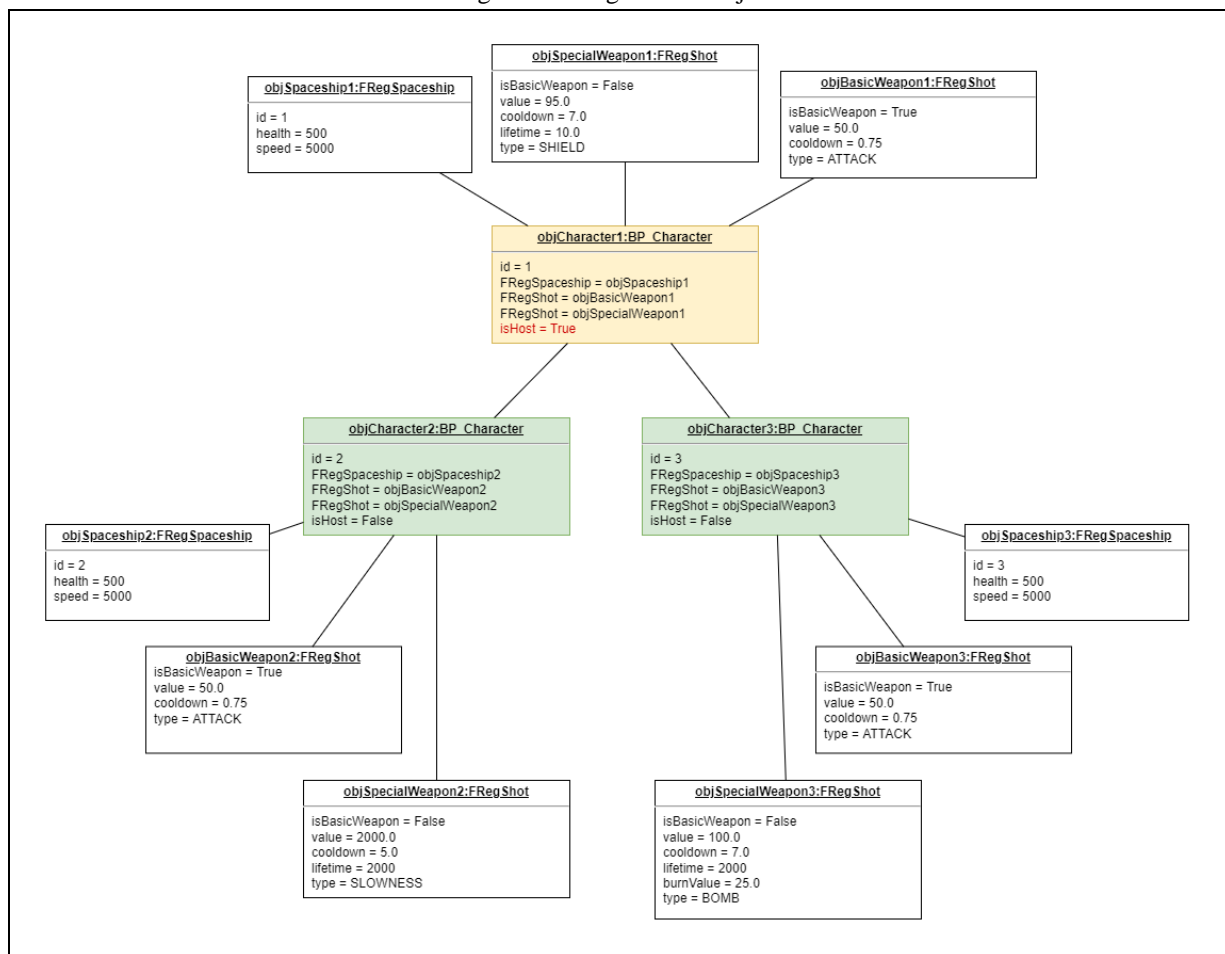 objSpecialWeapon1:FRegShot
isBasicWeapon = False
value = 95.0
cooldown = 7.0
lifetime = 10.0
type = SHIELD
objSpaceship1:FRegSpaceship
id = 1
health = 500
speed = 5000
objBasicWeapon1:FRegShot
isBasicWeapon = True
value = 50.0
cooldown = 0.75
type = ATTACK
objCharacter1:BP_Character
id = 1
FRegSpaceship = objSpaceship1
FRegShot = objBasicWeapon1
FRegShot = objSpecialWeapon1
isHost = True
objCharacter2:BP_Character
id = 2
FRegSpaceship = objSpaceship2
FRegShot = objBasicWeapon2
FRegShot = objSpecialWeapon2
isHost = False
objCharacter3:BP_Character
id = 3
FRegSpaceship = objSpaceship3
FRegShot = objBasicWeapon3
FRegShot = objSpecialWeapon3
isHost = False
objSpaceship2:FRegSpaceship
id = 2
health = 500
speed = 5000
objSpaceship3:FRegSpaceship
id = 3
health = 500
speed = 5000
objBasicWeapon2:FRegShot
isBasicWeapon = True
value = 50.0
cooldown = 0.75
type = ATTACK
objBasicWeapon3:FRegShot
isBasicWeapon = True
value = 50.0
cooldown = 0.75
type = ATTACK
objSpecialWeapon2:FRegShot
isBasicWeapon = False
value = 2000.0
cooldown = 5.0
lifetime = 2000
type = SLOWNESS
objSpecialWeapon3:FRegShot
isBasicWeapon = False
value = 100.0
cooldown = 7.0
lifetime = 2000
burnValue = 25.0
type = BOMB